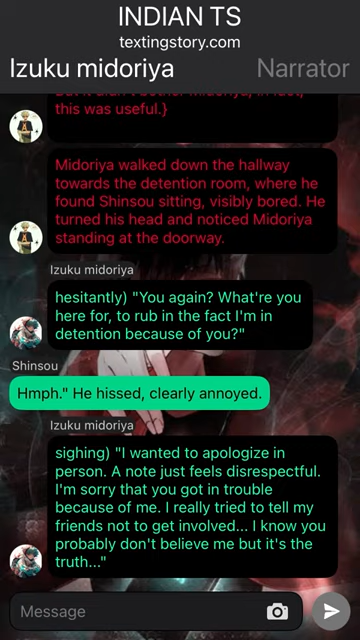 INDIAN TS
textingstory.com
Izuku midoriya
Narrator
this was useful.}
Midoriya walked down the hallway
towards the detention room, where he
found Shinsou sitting, visibly bored. He
turned his head and noticed Midoriya
standing at the doorway.
Izuku midoriya
hesitantly) "You again? What're you
here for, to rub in the fact I'm in
detention because of you?"
Shinsou
Hmph." He hissed, clearly annoyed.
Izuku midoriya
sighing) "I wanted to apologize in
person. A note just feels disrespectful.
I'm sorry that you got in trouble
because of me. I really tried to tell my
friends not to get involved... I know you
probably don't believe me but it's the
truth..."
Message